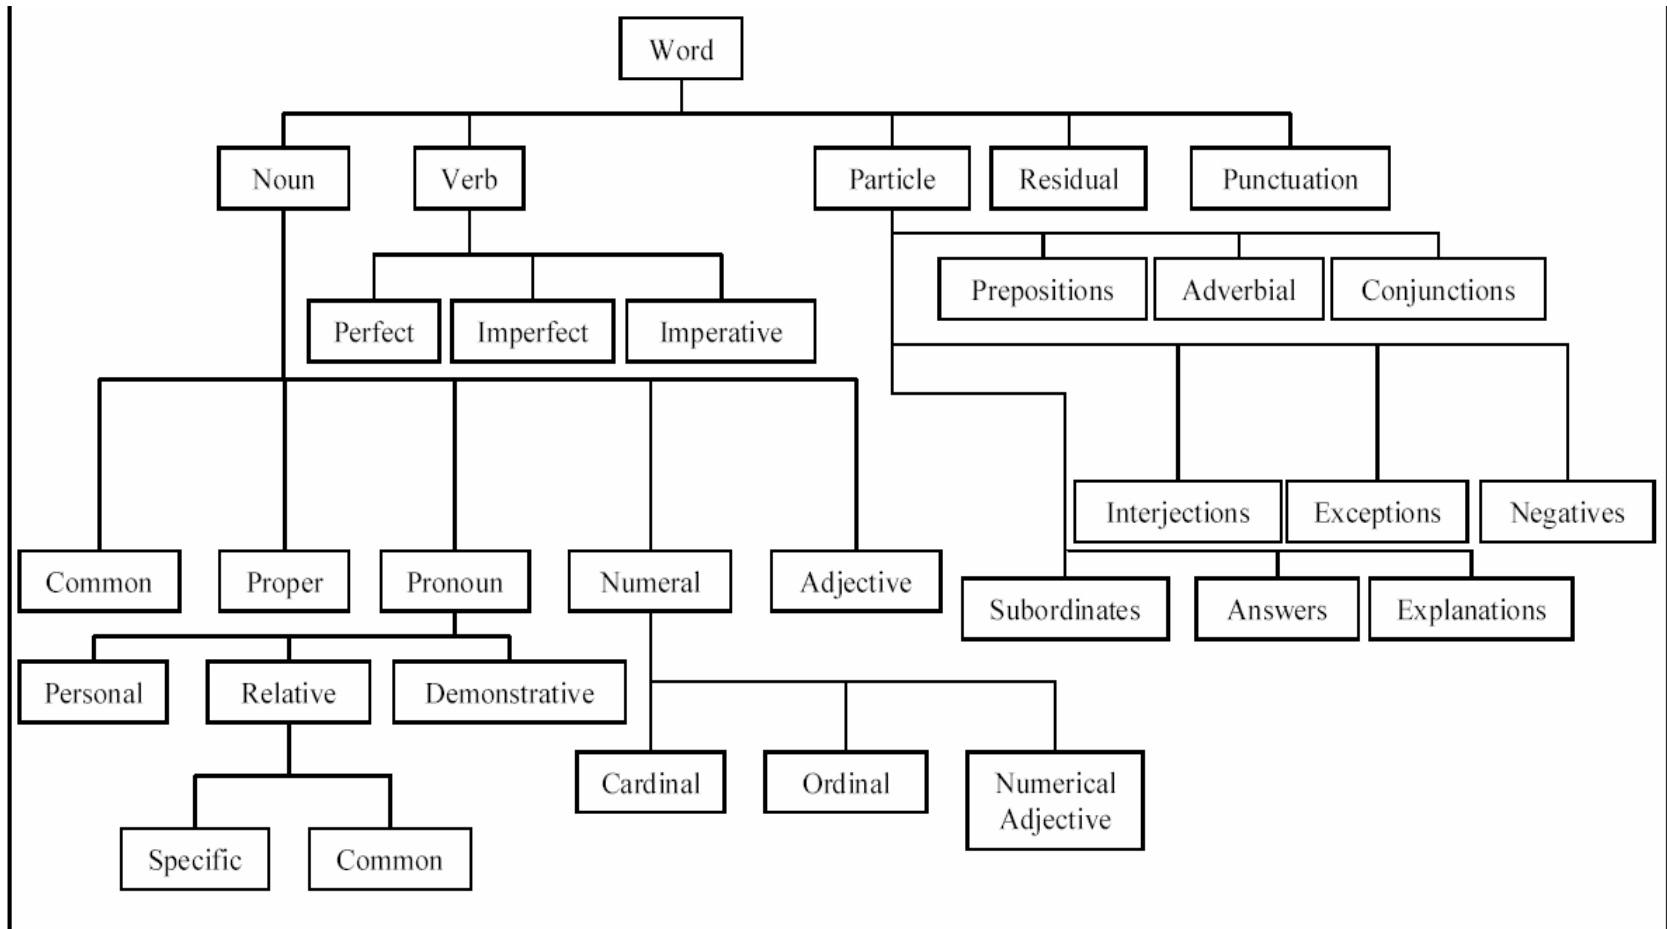 Word
Noun
Verb
Particle
Residual
Punctuation
Prepositions
Adverbial
Conjunctions
Perfect
Imperfect
Imperative
Interjections
Exceptions
Negatives
Common
Proper
Pronoun
Numeral
Adjective
Subordinates
Answers
Explanations
Personal
Relative
Demonstrative
Cardinal
Ordinal
Numerical
Adjective
Specific
Common